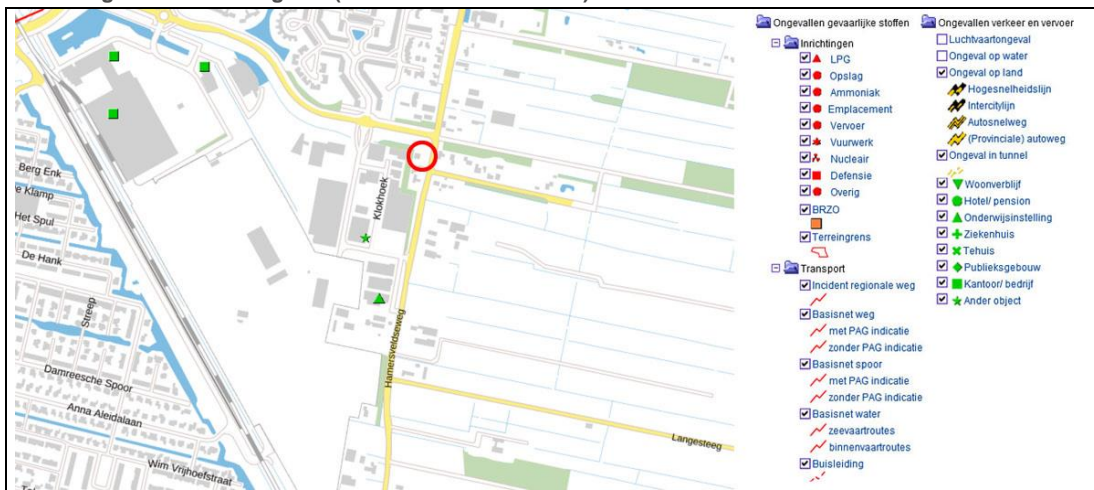 Berg Enk
Klamp
Het Spul
De Hank
Streep
Damreesche Spoor
Anna Aleidalaan
Wim Vrijhoefstraat
Klokhoek
Hamersveldseweg
Langesteeg
Ongevallen gevaarlijke stoffen
Inrichtingen
LPG
Opslag
Ammoniak
Emplacement
Vervoer
Vuurwerk
Nucleair
Defensie
Overig
BRZO
Terreingrens
Transport
Incident regionale weg
Basisnet weg
met PAG indicatie
zonder PAG indicatie
Basisnet spoor
met PAG indicatie
zonder PAG indicatie
Basisnet water
zeevaartroutes
binnenvaartroutes
Buisleiding
Ongevallen verkeer en vervoer
Luchtvaartongeval
Ongeval op water
Ongeval op land
Hogesnelheidslijn
Intercitylijn
Autosnelweg
(Provinciale) autoweg
Ongeval in tunnel
Woonverblijf
Hotel/ pension
Onderwijsinstelling
Ziekenhuis
Tehuis
Publieksgebouw
Kantoor/ bedrijf
Ander object